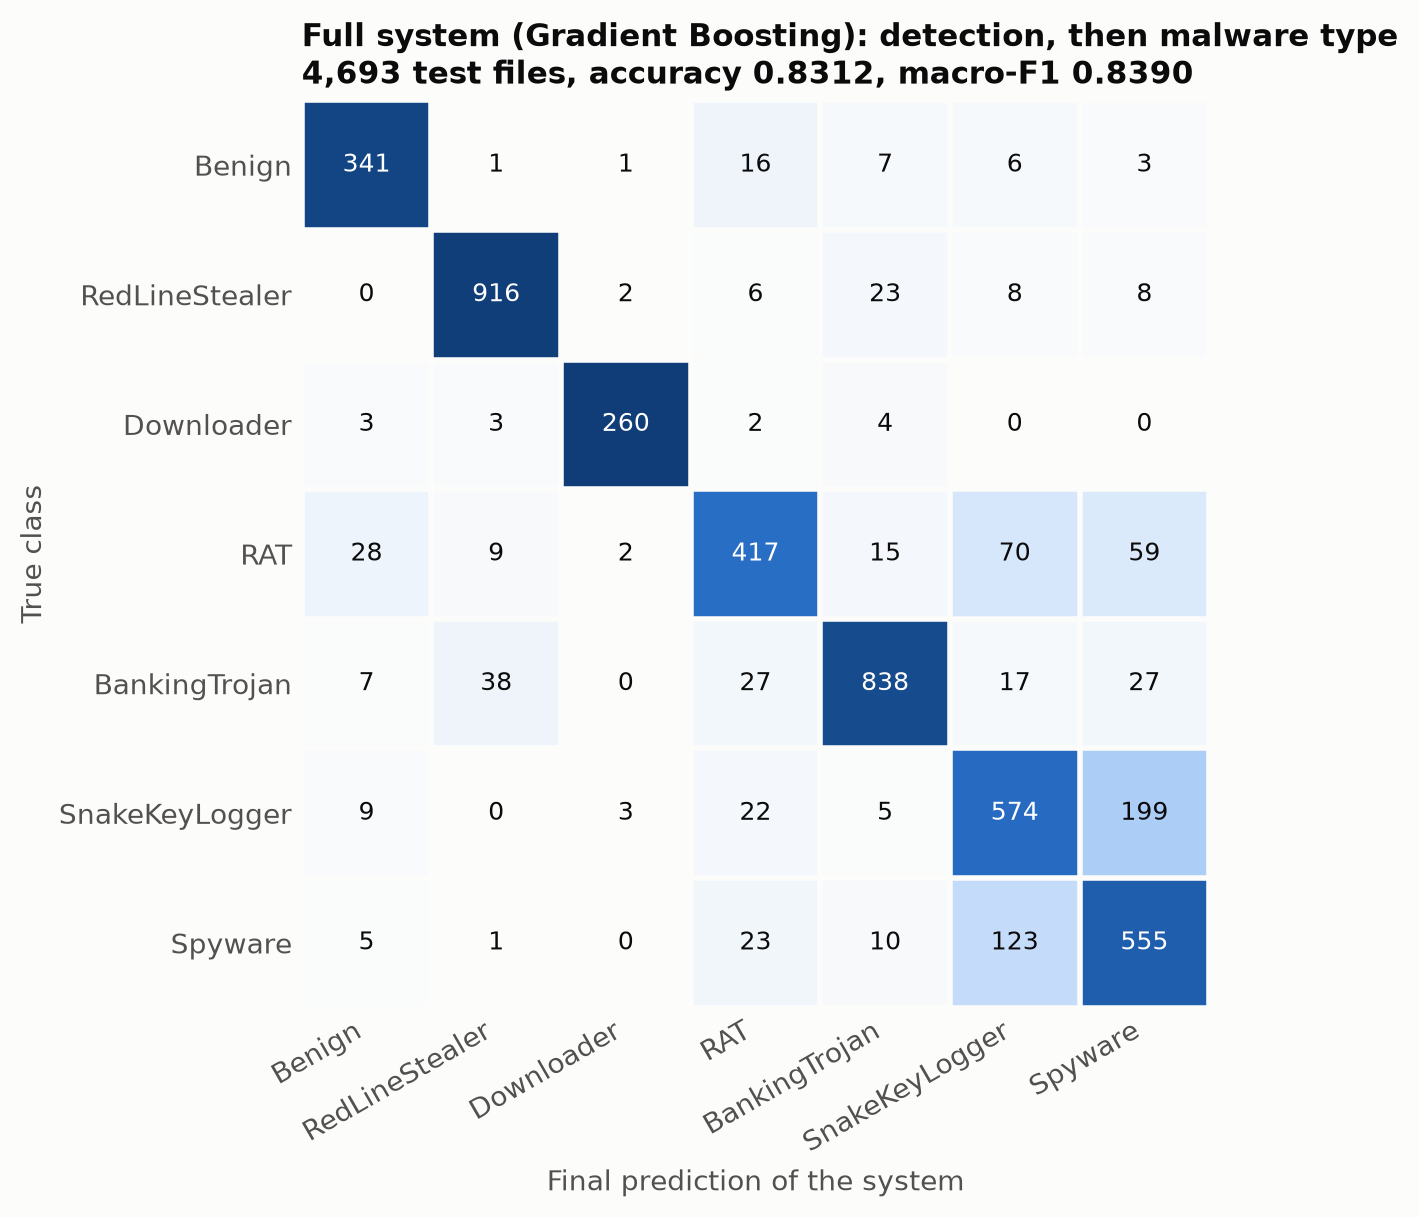 Full system (Gradient Boosting): detection, then malware type
4,693 test files, accuracy 0.8312, macro-F1 0.8390
True class
Benign 341 1 1 16 7 6 3
RedLineStealer 0 916 2 6 23 8 8
Downloader 3 3 260 2 4 0 0
RAT 28 9 2 417 15 70 59
BankingTrojan 7 38 0 27 838 17 27
SnakeKeyLogger 9 0 3 22 5 574 199
Spyware 5 1 0 23 10 123 555
Benign RedLineStealer Downloader RAT BankingTrojan SnakeKeyLogger Spyware
Final prediction of the system